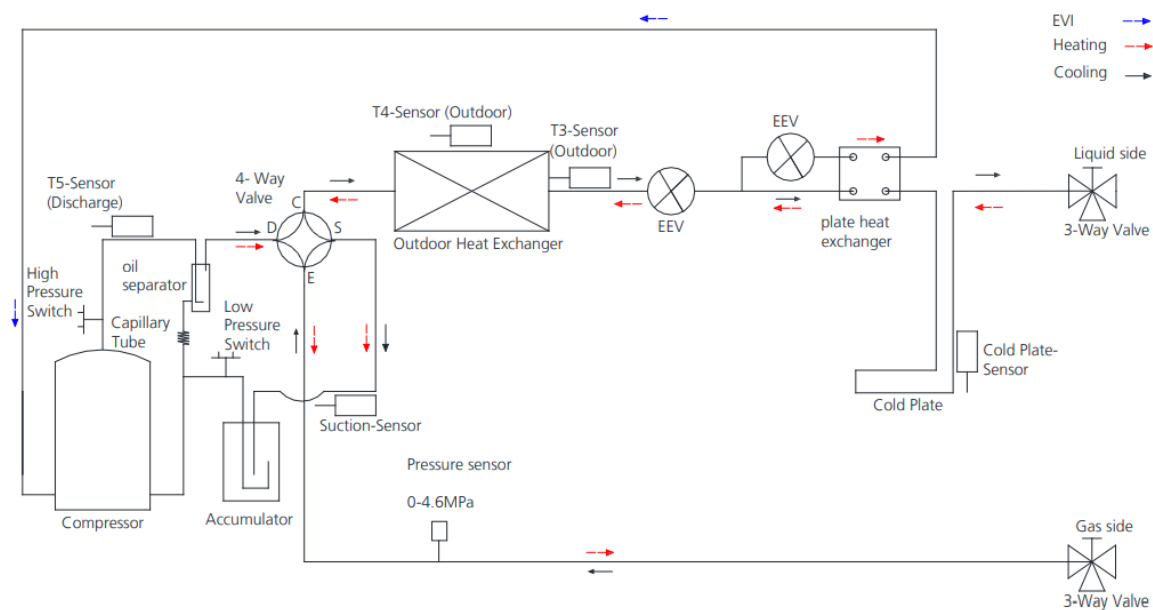 EVI
Heating
Cooling
T4-Sensor (Outdoor)
T3-Sensor
(Outdoor)
EEV
Liquid side
3-Way Valve
T5-Sensor
(Discharge)
4- Way
Valve
C
D
S
E
Outdoor Heat Exchanger
EEV
plate heat
exchanger
High
Pressure
Switch
oil
separator
Capillary
Tube
Low
Pressure
Switch
Cold Plate-
Sensor
Cold Plate
Suction-Sensor
Pressure sensor
0-4.6MPa
Compressor
Accumulator
Gas side
3-Way Valve